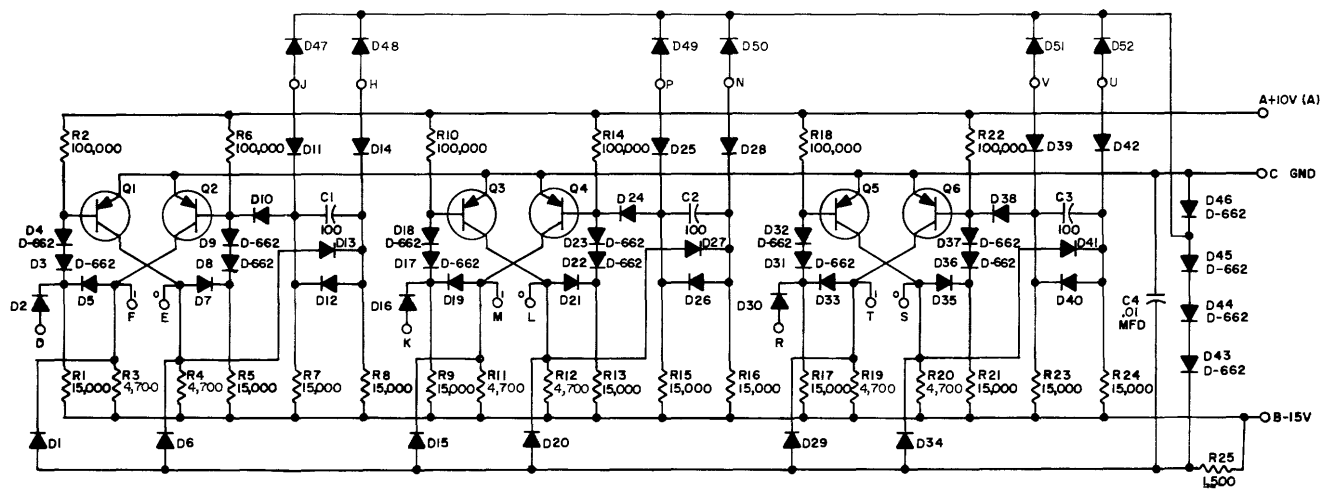 D47 D48 D49 D50 D51 D52
J H P N V U
A+10V (A)
R2 100,000
R6 100,000
D11 D14
R10 100,000
R14 100,000
D25 D28
R18 100,000
R22 100,000
D39 D42
C GND
Q1 Q2 Q3 Q4 Q5 Q6
D10 C1 100
D24 C2 100
D38 C3 100
D46 D-662
D4 D-662
D9 D-662
D13
D18 D-662
D23 D-662
D27
D32 D-662
D37 D-662
D41
D3 D8 D-662
D-662
D17 D-662
D22 D-662
D31 D-662
D36 D-662
D45 D-662
D2 D5 D7 D12
D16 D19 D21 D26
D30 D33 D35 D40
1 0 1 0 1 0
D F E K M L R T S
C4 .01 MFD
D44 D-662
D43 D-662
R1 15,000
R3 4,700
R4 4,700
R5 15,000
R7 15,000
R8 15,000
R9 15,000
R11 4,700
R12 4,700
R13 15,000
R15 15,000
R16 15,000
R17 15,000
R19 4,700
R20 4,700
R21 15,000
R23 15,000
R24 15,000
B-15V
D1 D6 D15 D20 D29 D34
R25 1,500